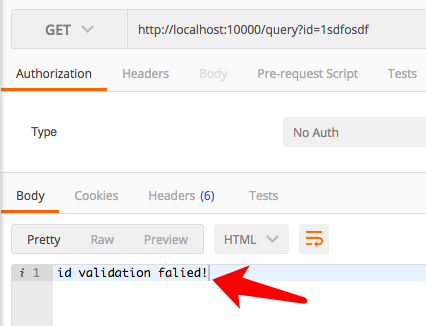 GET http://localhost:10000/query?id=1sdfosdf
Authorization Headers Body Pre-request Script Tests
Type No Auth
Body Cookies Headers (6) Tests
Pretty Raw Preview HTML
i 1 id validation falied!